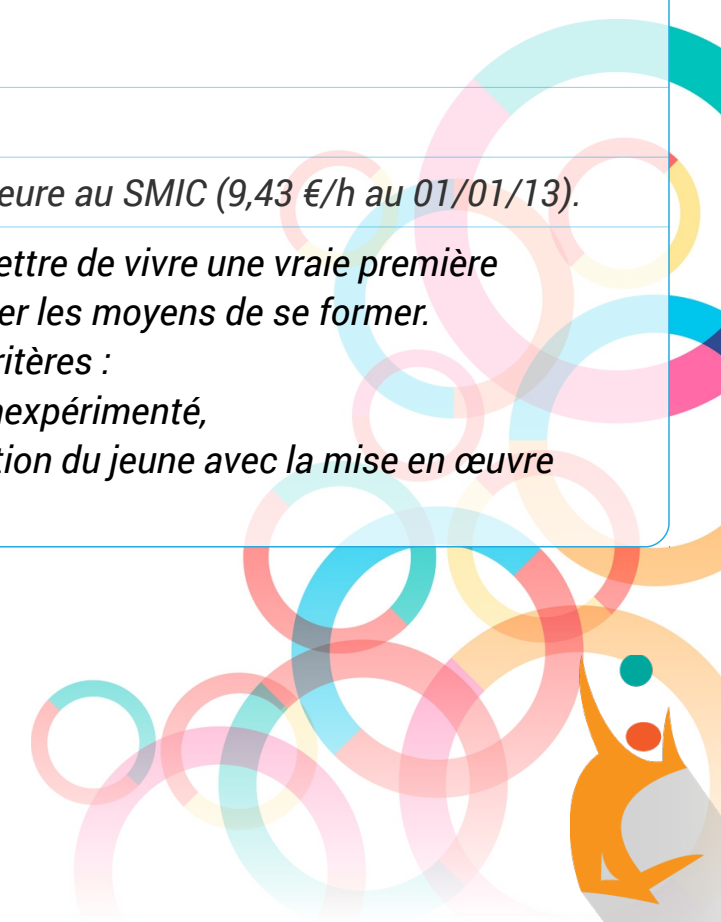 eure au SMIC (9,43 €/h au 01/01/13).
ettre de vivre une vraie première
er les moyens de se former.
ritères :
nexpérimenté,
tion du jeune avec la mise en œuvre